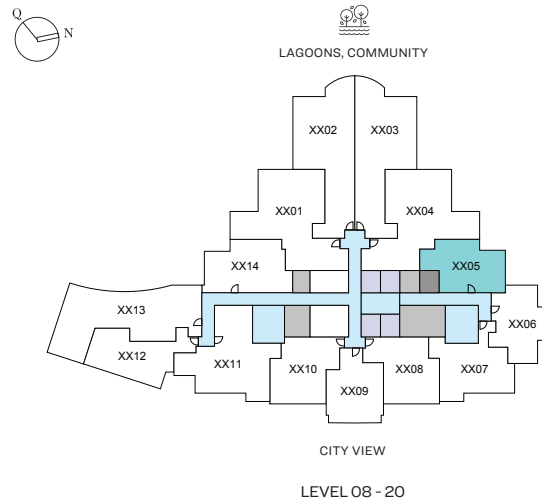 Q
N
LAGOONS, COMMUNITY
XX02 XX03
XX01 XX04
XX14 XX05
XX13 XX06
XX12
XX11 XX10 XX09 XX08 XX07
CITY VIEW
LEVEL 08 - 20